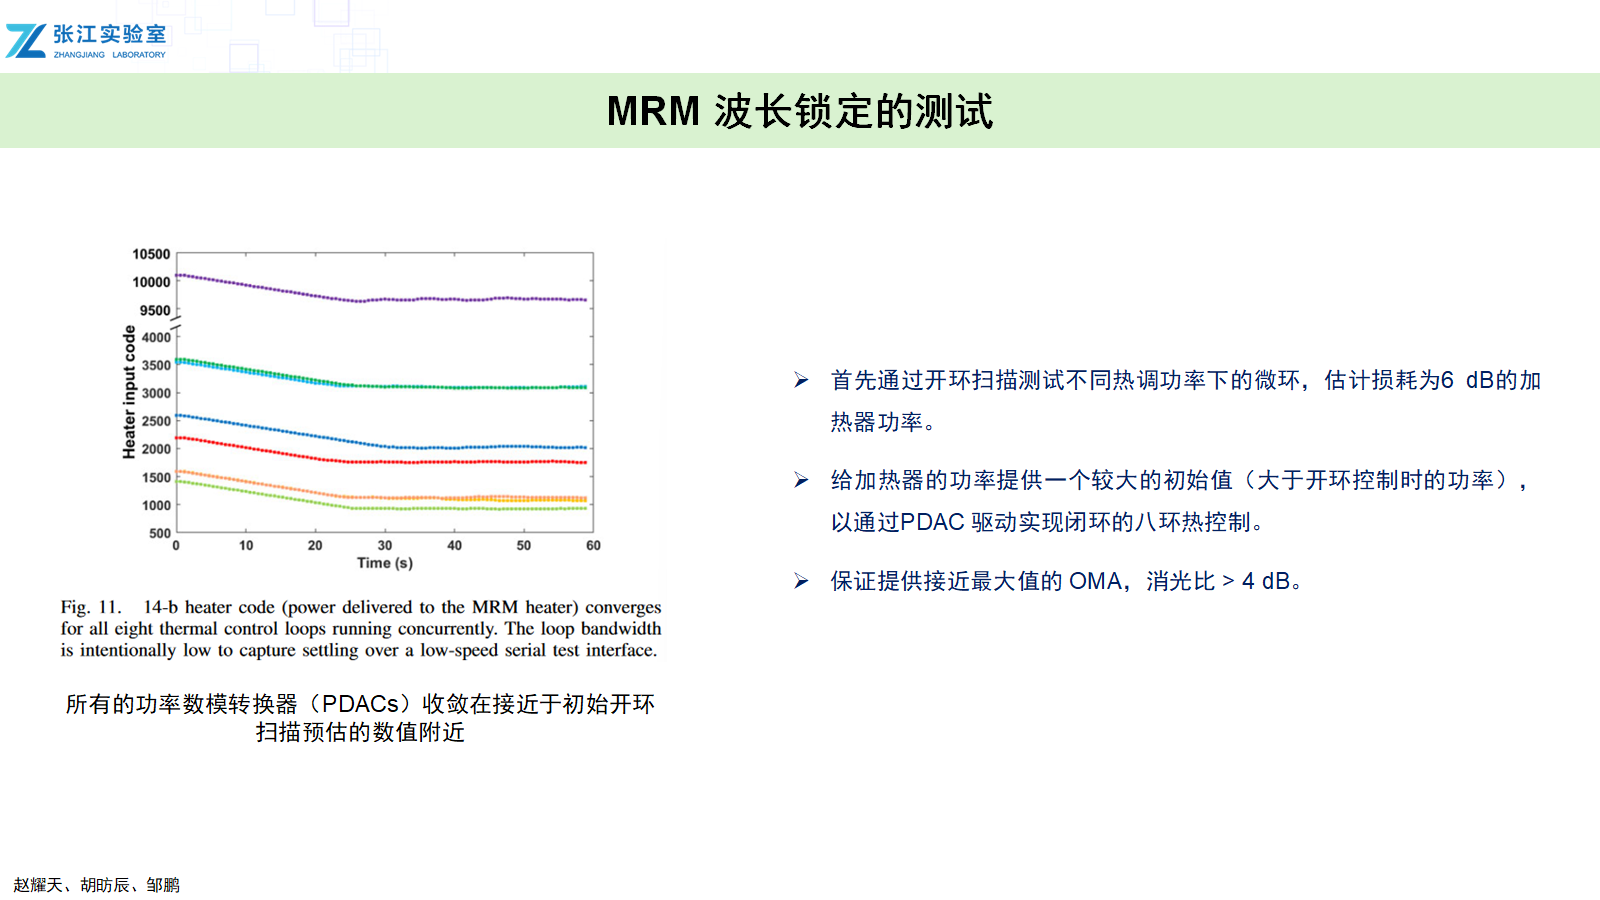 张江实验室
ZHANGJIANG LABORATORY
MRM 波长锁定的测试
10500
10000
9500
4000
3500
3000
2500
2000
1500
1000
500
Heater input code
0 10 20 30 40 50 60
Time (s)
Fig. 11. 14-b heater code (power delivered to the MRM heater) converges
for all eight thermal control loops running concurrently. The loop bandwidth
is intentionally low to capture settling over a low-speed serial test interface.
所有的功率数模转换器（PDACs）收敛在接近于初始开环
扫描预估的数值附近
➢ 首先通过开环扫描测试不同热调功率下的微环，估计损耗为6 dB的加
热器功率。
➢ 给加热器的功率提供一个较大的初始值（大于开环控制时的功率），
以通过PDAC 驱动实现闭环的八环热控制。
➢ 保证提供接近最大值的 OMA，消光比 > 4 dB。
赵耀天、胡昉辰、邹鹏